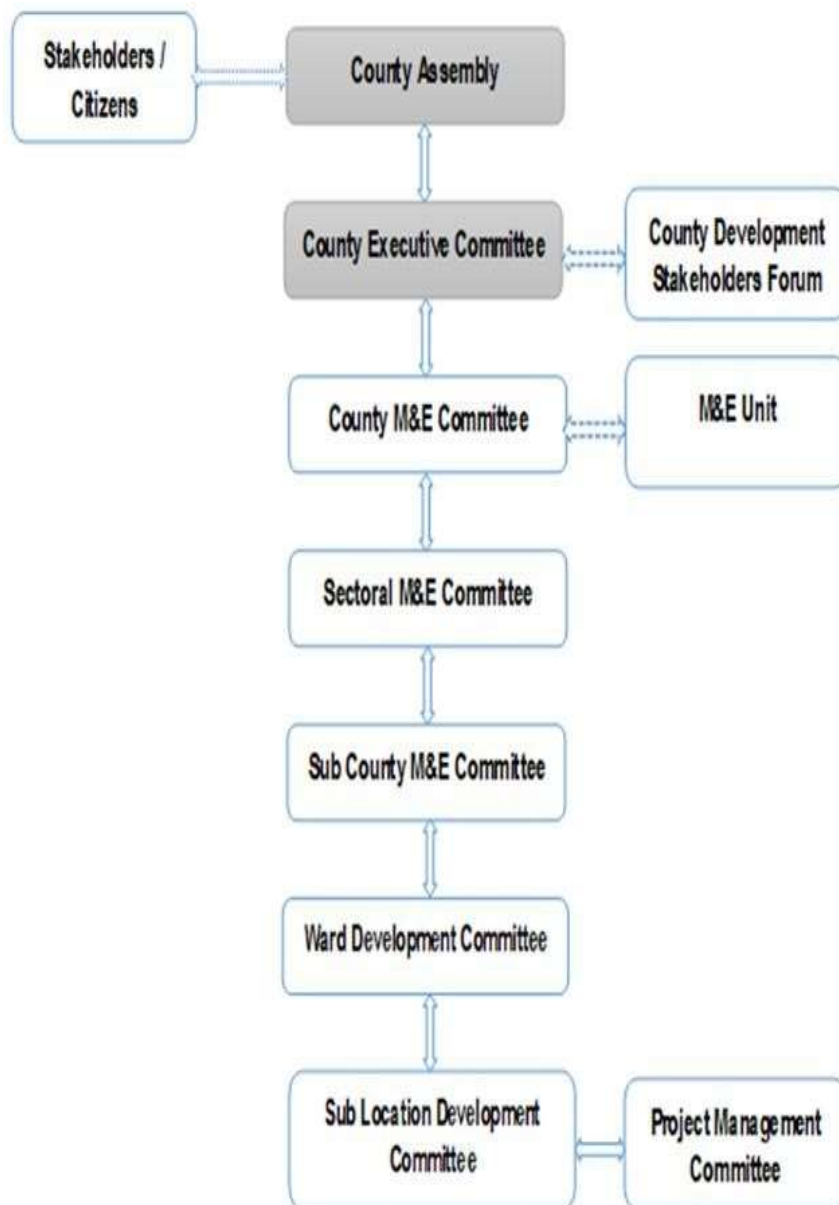 Stakeholders /
Citizens
County Assembly
County Executive Committee
County Development
Stakeholders Forum
County M&E Committee
M&E Unit
Sectoral M&E Committee
Sub County M&E Committee
Ward Development Committee
Sub Location Development
Committee
Project Management
Committee